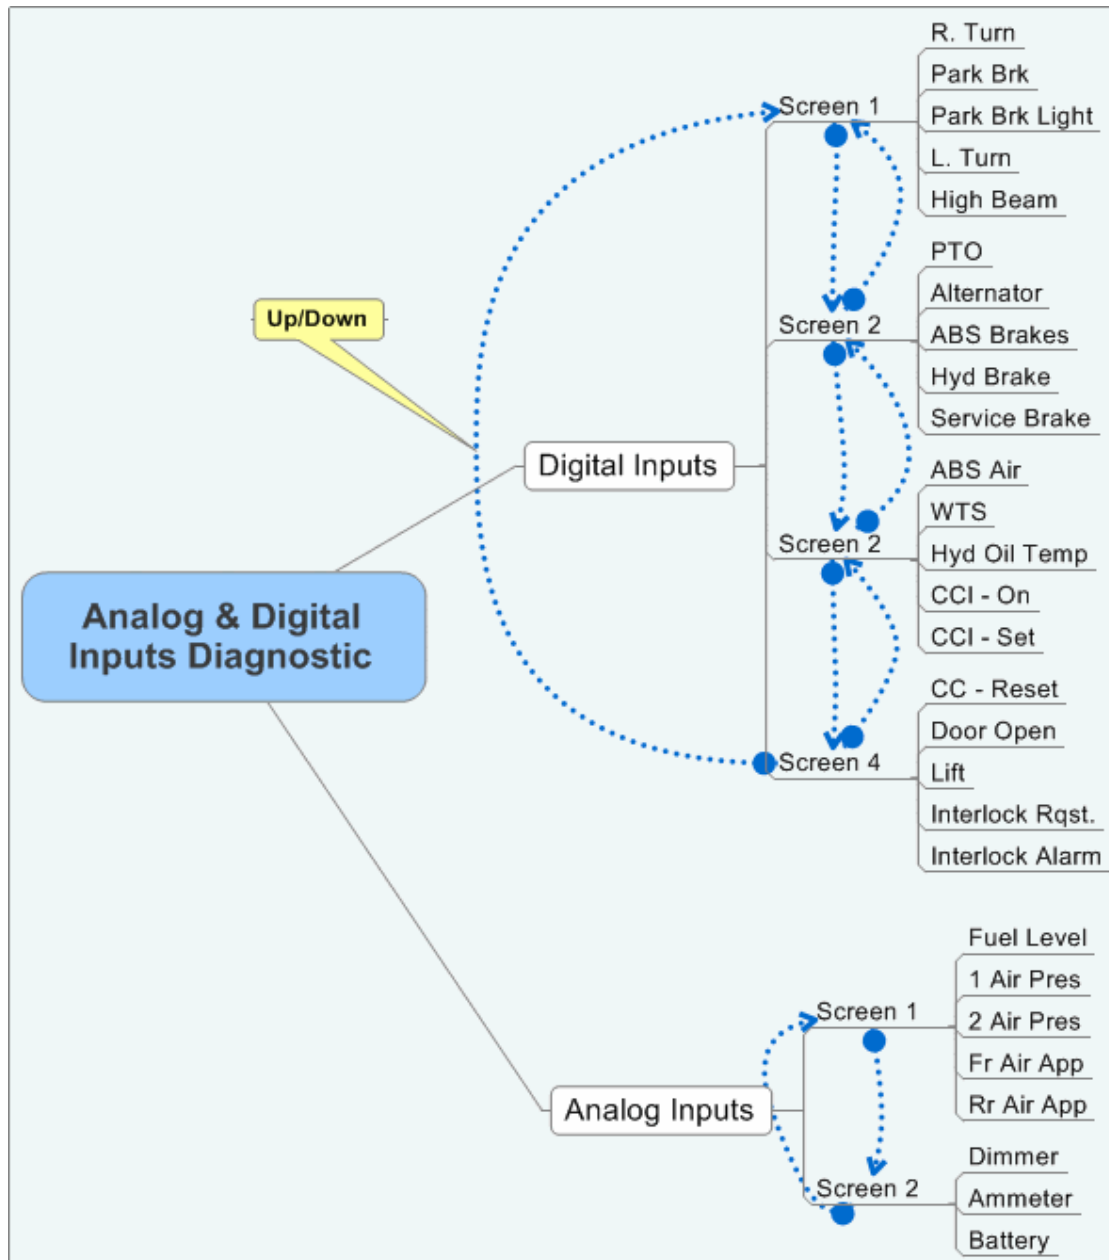 R. Turn
Park Brk
Screen 1
Park Brk Light
L. Turn
High Beam
PTO
Alternator
Up/Down
Screen 2
ABS Brakes
Hyd Brake
Service Brake
Digital Inputs
ABS Air
WTS
Screen 2
Hyd Oil Temp
CCI - On
CCI - Set
Analog & Digital
Inputs Diagnostic
CC - Reset
Door Open
Screen 4
Lift
Interlock Rqst.
Interlock Alarm
Fuel Level
1 Air Pres
Screen 1
2 Air Pres
Fr Air App
Rr Air App
Analog Inputs
Dimmer
Screen 2
Ammeter
Battery